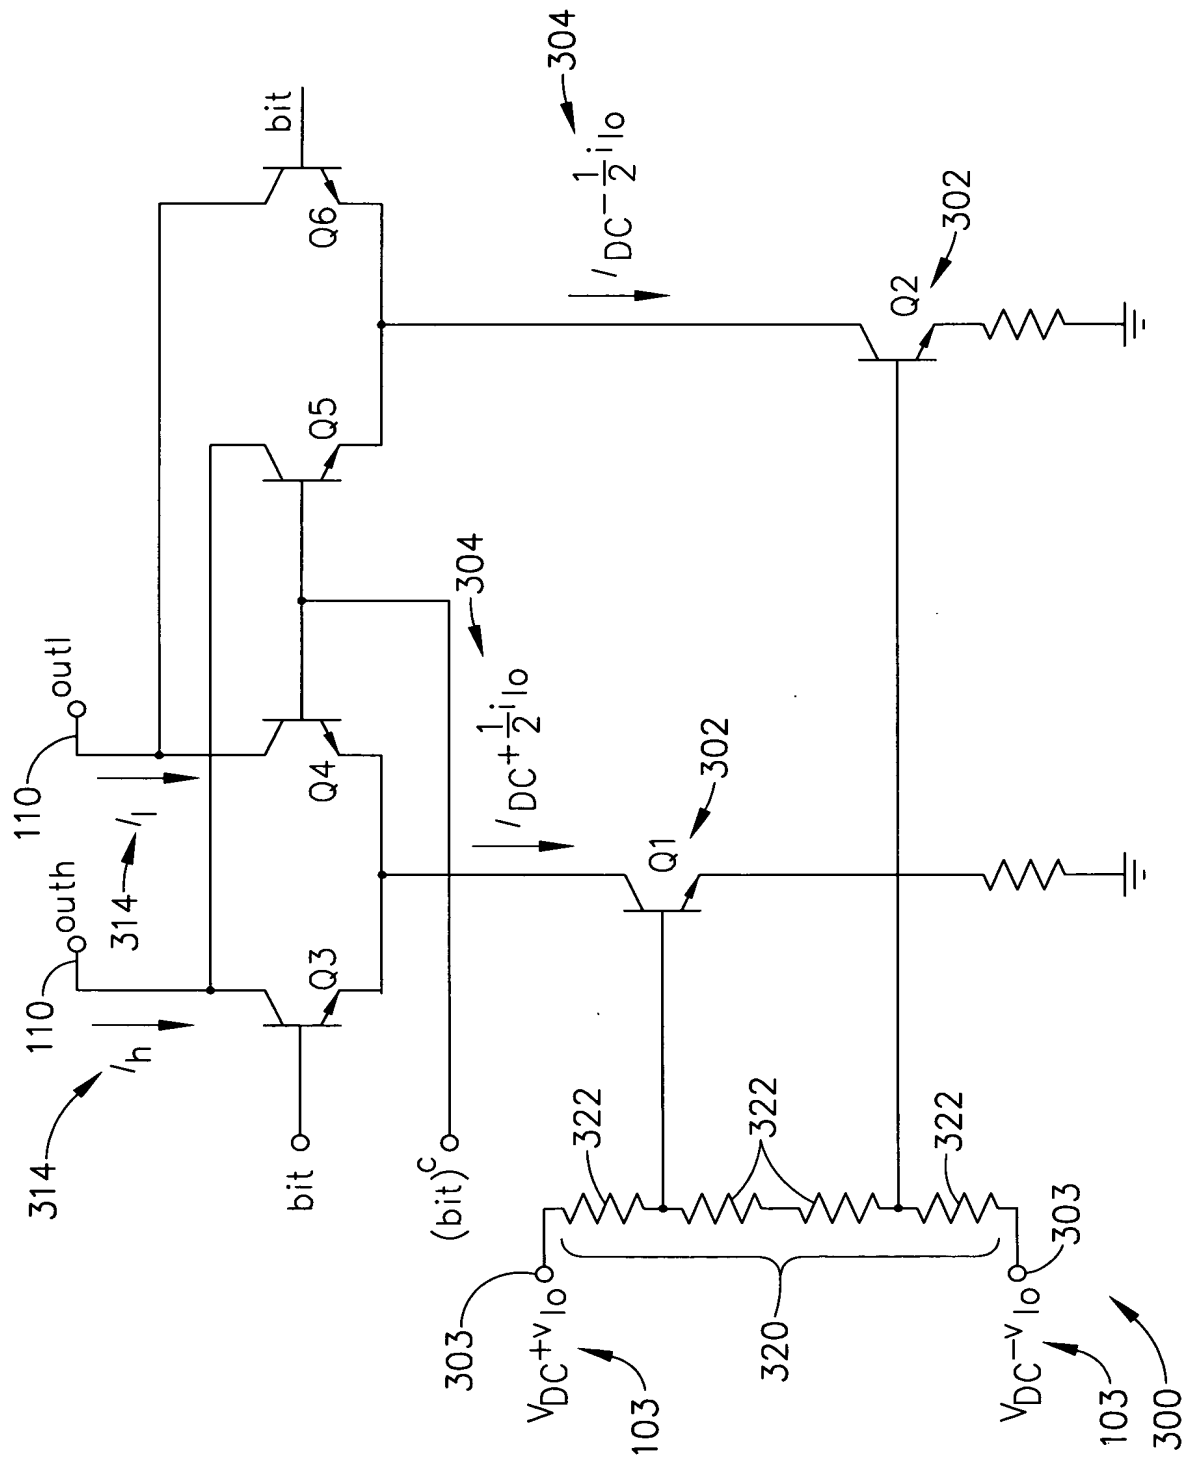 314
110
outh
I_h
314
I_l
110
outl
bit
Q3
Q4
Q5
Q6
bit
(bit)^c
304
I_DC+1/2 i_lo
I_DC-1/2 i_lo
304
Q1
302
Q2
302
303
V_DC+v_lo
103
322
322
322
320
303
V_DC-v_lo
103
300